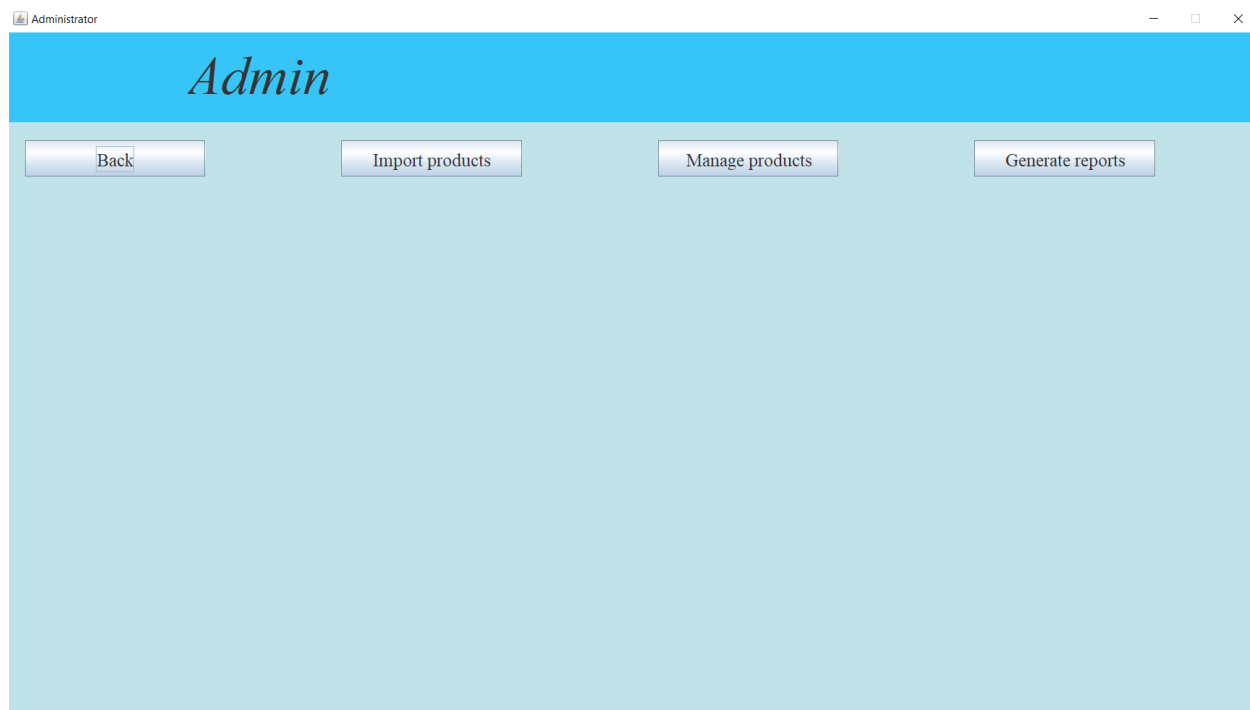 Administrator
Admin
Back Import products Manage products Generate reports